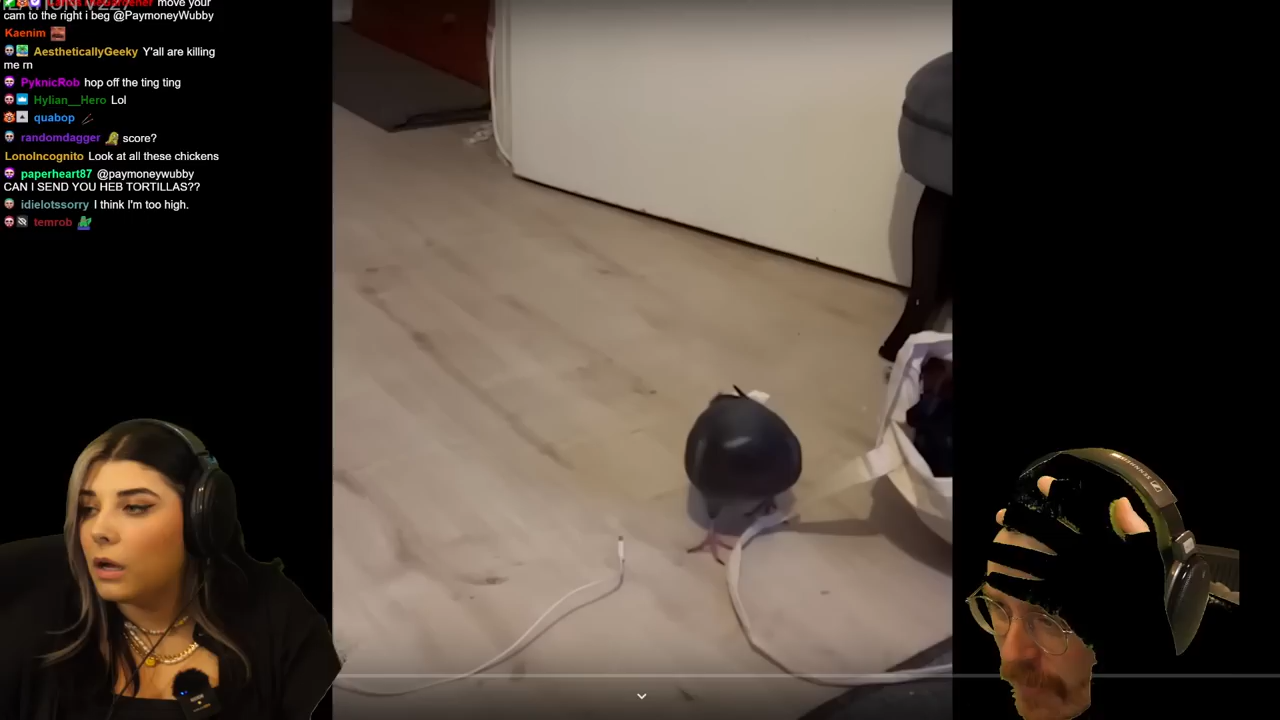 move your
cam to the right i beg @PaymoneyWubby
Kaenim
AestheticallyGeeky Y'all are killing
me rn
PyknicRob hop off the ting ting
Hylian__Hero Lol
quabop
randomdagger score?
LonoIncognito Look at all these chickens
paperheart87 @paymoneywubby
CAN I SEND YOU HEB TORTILLAS??
idielotssorry I think I'm too high.
temrob
SENNHEISER